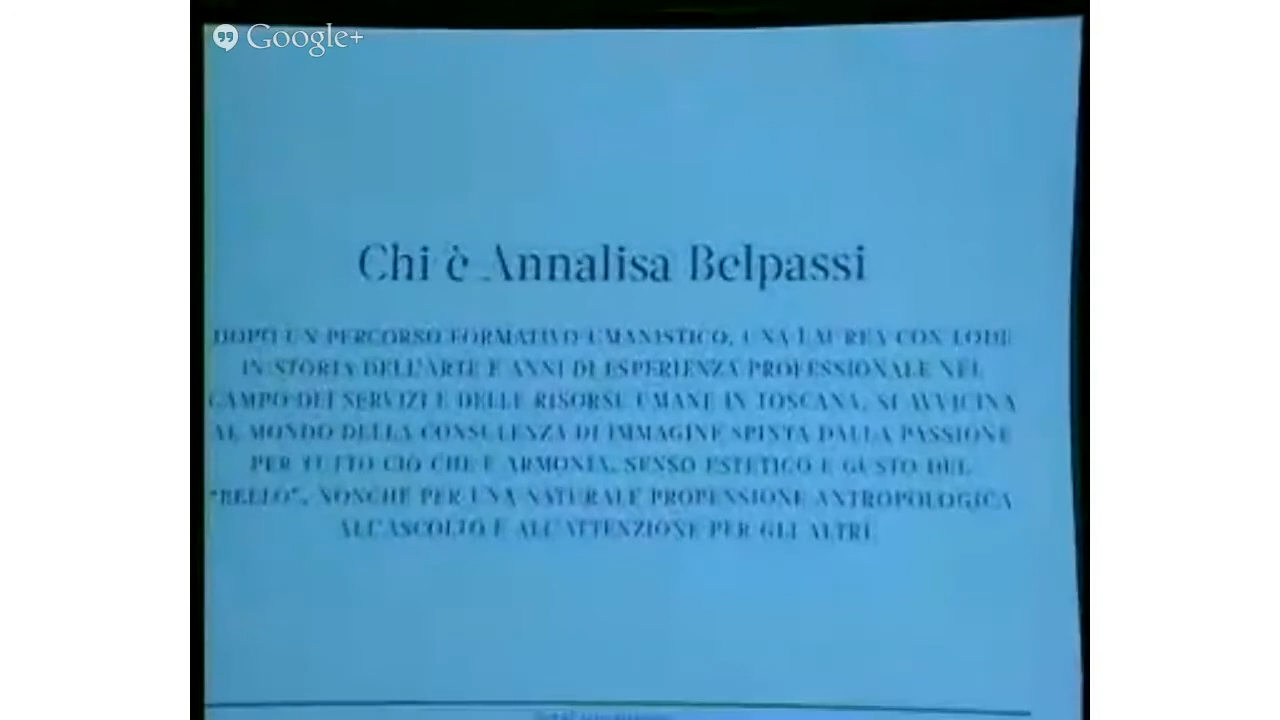 Google+
Chi è Annalisa Belpassi
DOPO UN PERCORSO FORMATIVO UMANISTICO, UNA LAUREA CON LODE
IN STORIA DELL'ARTE E ANNI DI ESPERIENZA PROFESSIONALE NEL
CAMPO DEI SERVIZI E DELLE RISORSE UMANE IN TOSCANA, SI AVVICINA
AL MONDO DELLA CONSULENZA DI IMMAGINE SPINTA DALLA PASSIONE
PER TUTTO CIÒ CHE È ARMONIA, SENSO ESTETICO E GUSTO DEL
"BELLO", NONCHÉ PER UNA NATURALE PROPENSIONE ANTROPOLOGICA
ALL'ASCOLTO E ALL'ATTENZIONE PER GLI ALTRI.